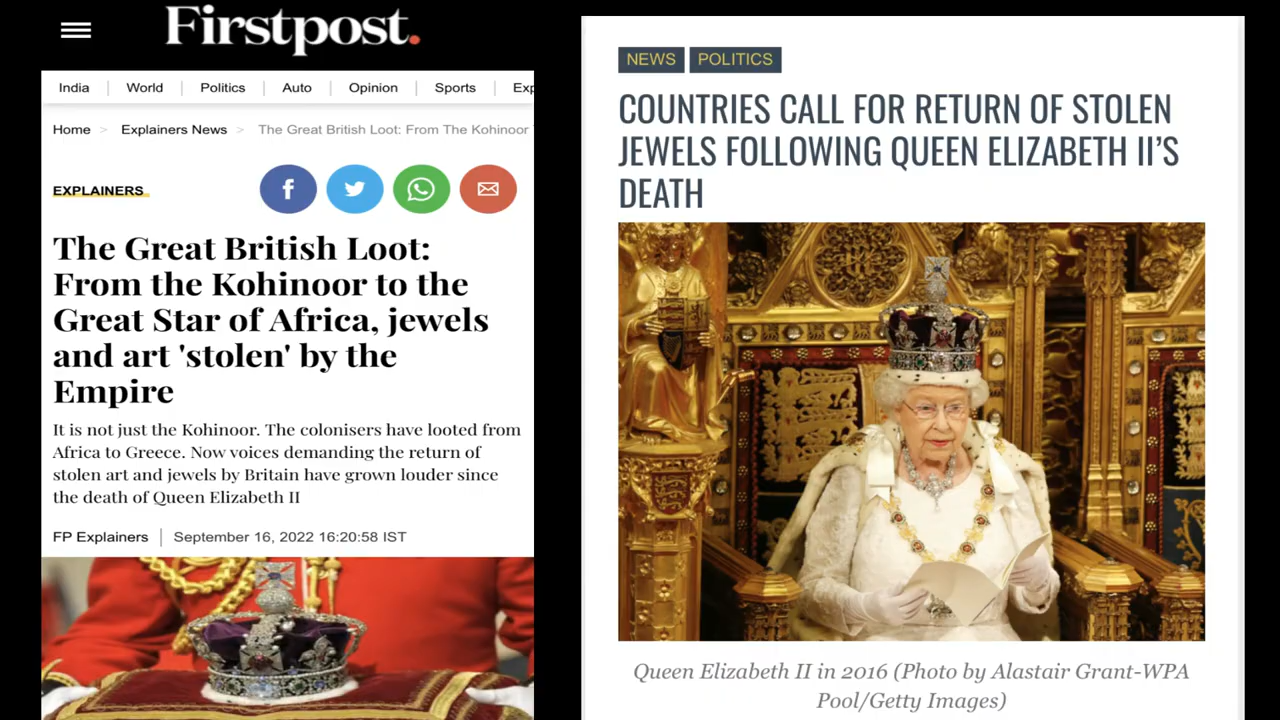 Firstpost.
India
World
Politics
Auto
Opinion
Sports
Exp
Home > Explainers News > The Great British Loot: From The Kohinoor
EXPLAINERS
The Great British Loot:
From the Kohinoor to the
Great Star of Africa, jewels
and art 'stolen' by the
Empire
It is not just the Kohinoor. The colonisers have looted from
Africa to Greece. Now voices demanding the return of
stolen art and jewels by Britain have grown louder since
the death of Queen Elizabeth II
FP Explainers | September 16, 2022 16:20:58 IST
NEWS
POLITICS
COUNTRIES CALL FOR RETURN OF STOLEN
JEWELS FOLLOWING QUEEN ELIZABETH II'S
DEATH
Queen Elizabeth II in 2016 (Photo by Alastair Grant-WPA
Pool/Getty Images)